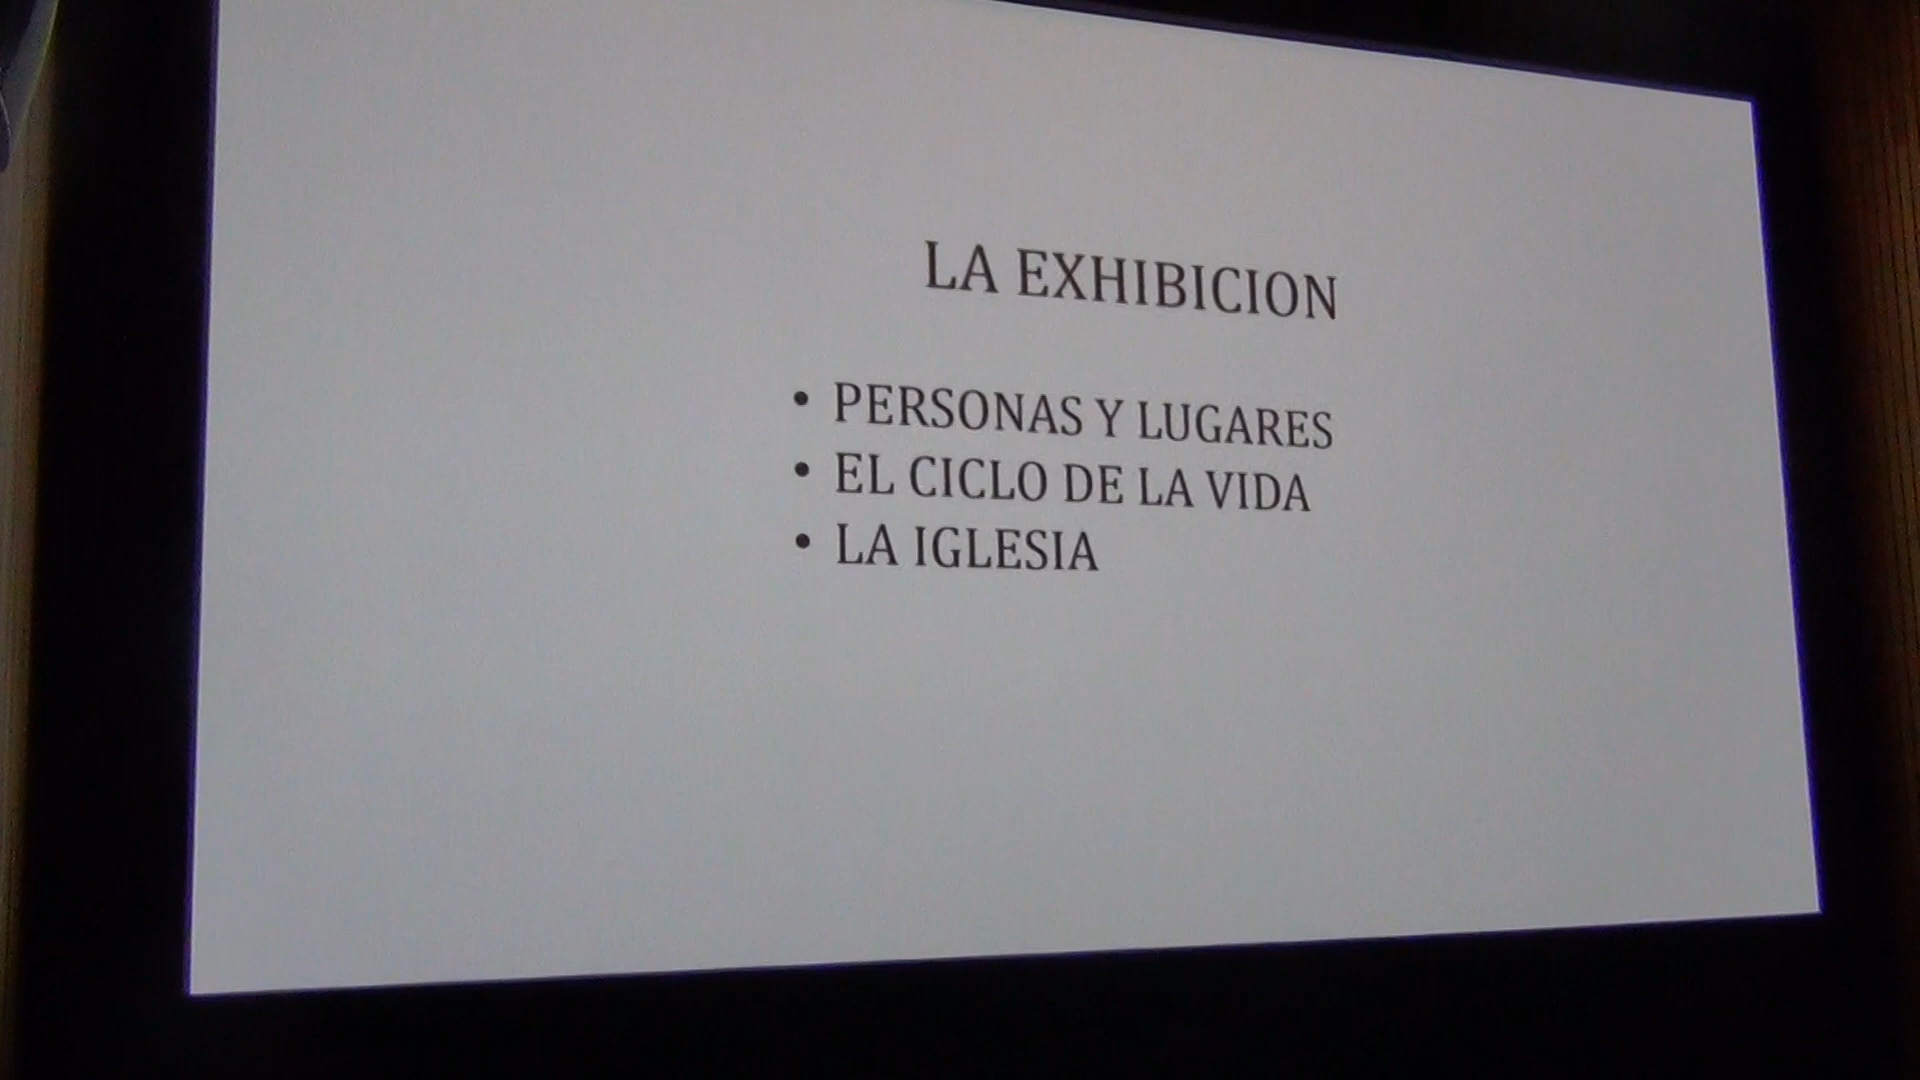 LA EXHIBICION
• PERSONAS Y LUGARES
• EL CICLO DE LA VIDA
• LA IGLESIA